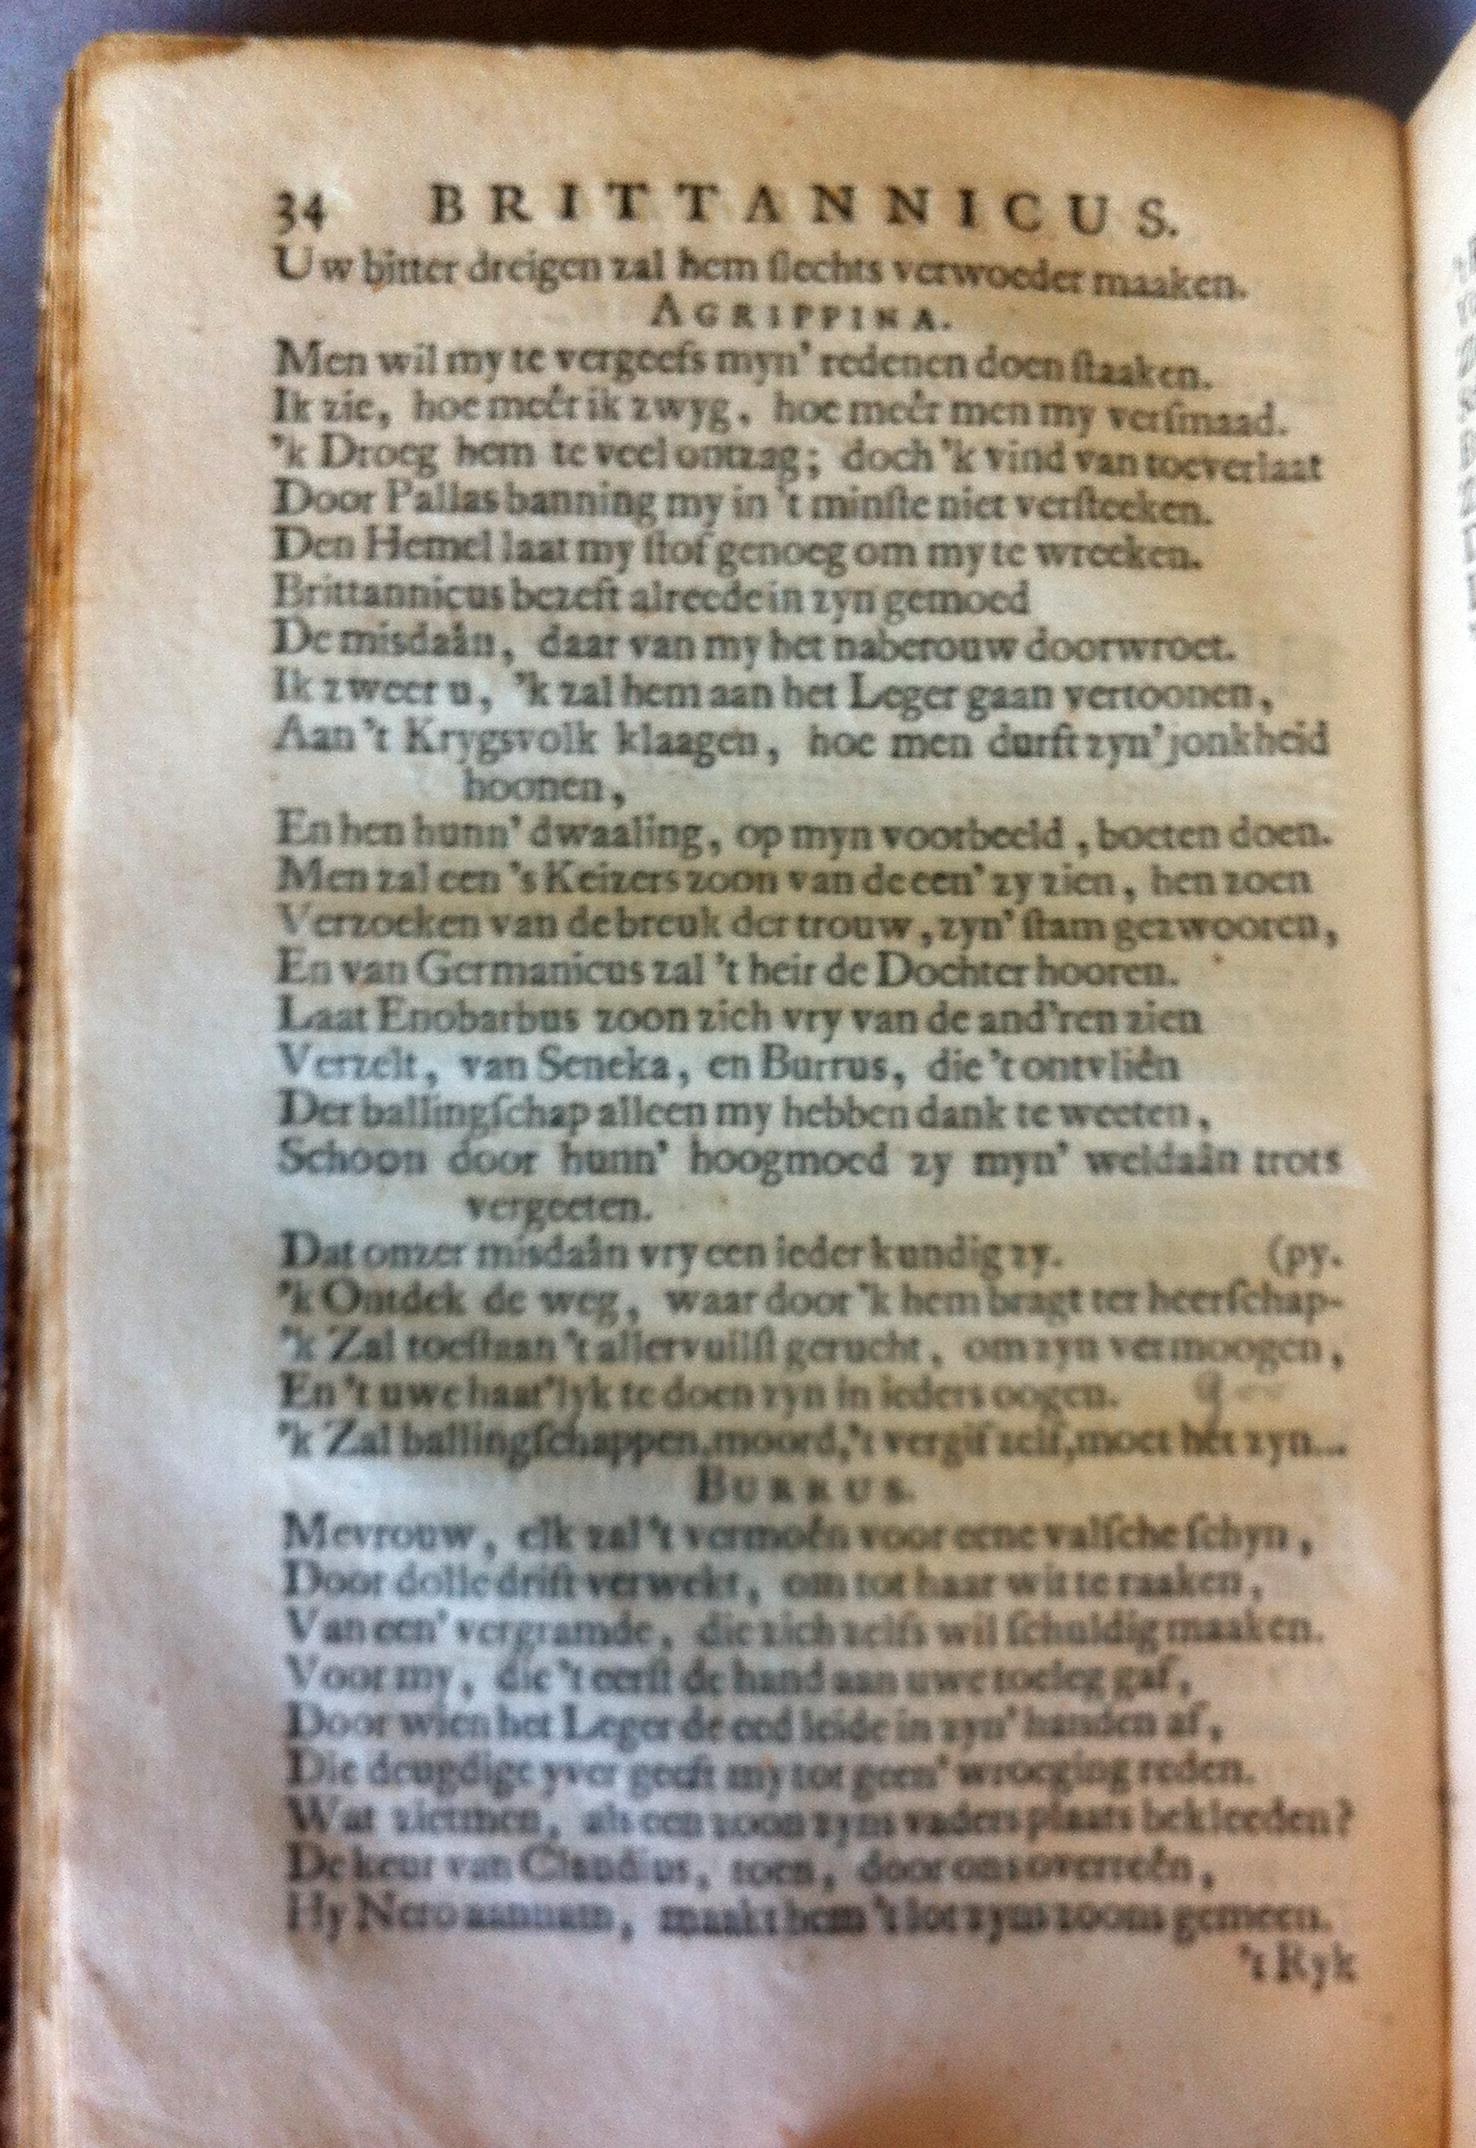 34 BRITTANNICUS.
Uw bitter dreigen zal hem ſlechts verwoeder maaken.
AGRIPPINA.
Men wil my te vergeefs myn' redenen doen ſtaaken.
Ik zie, hoe meêr ik zwyg, hoe meêr men my verſmaad.
'k Droeg hem te veel ontzag; doch 'k vind van toeverlaat
Door Pallas banning my in 't minſte niet verſteeken.
Den Hemel laat my ſtof genoeg om my te wreeken.
Brittannicus bezeft alreede in zyn gemoed
De misdaân, daar van my het naberouw doorwroet.
Ik zweer u, 'k zal hem aan het Leger gaan vertoonen,
Aan 't Krygsvolk klaagen, hoe men durft zyn' jonkheid
hoonen,
En hen hunn' dwaaling, op myn voorbeeld, boeten doen.
Men zal een 's Keizers zoon van de een' zy zien, hen zoen
Verzoeken van de breuk der trouw, zyn' ſtam gezwooren,
En van Germanicus zal 't heir de Dochter hooren.
Laat Enobarbus zoon zich vry van de and'ren zien
Verzelt, van Seneka, en Burrus, die 't ontvliên
Der ballingſchap alleen my hebben dank te weeten,
Schoon door hunn' hoogmoed zy myn' weldaân trots
vergeeten.
Dat onzer misdaân vry een ieder kundig zy. (py.
'k Ontdek de weg, waar door 'k hem bragt ter heerſchap-
'k Zal toeſtaan 't allervuilſt gerucht, om zyn vermoogen,
En 't uwe haat'lyk te doen zyn in ieders oogen.
'k Zal ballingſchappen, moord, 't vergif zelf, moet het zyn...
BURRUS.
Mevrouw, elk zal 't vermoên voor eene valſche ſchyn,
Door dolle drift verwekt, om tot haar wit te raaken,
Van een' vergramde, die zich zelfs wil ſchuldig maaken.
Voor my, die 't eerſt de hand aan uwe toeleg gaf,
Door wien het Leger de eed leide in zyn' handen af,
Die deugdige yver geeft my tot geen' wroeging reden.
Wat zietmen, als een zoon zyns vaders plaats bekleeden?
De keur van Claudius, toen, door ons overreên,
Hy Nero aannam, maakt hem 't lot zyns zoons gemeen.
't Ryk